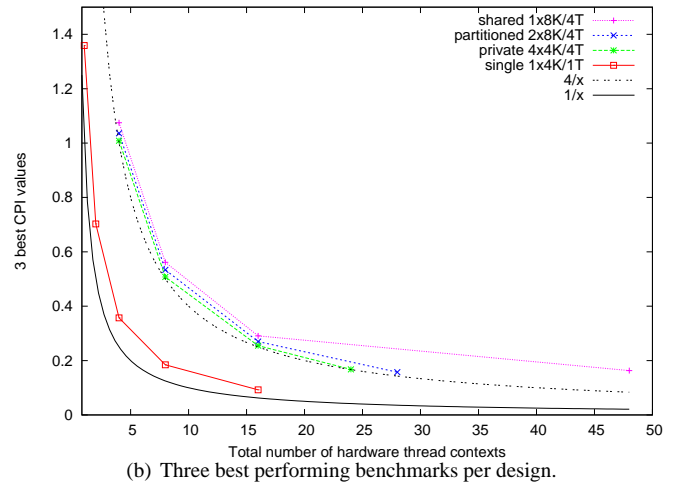 1.4
1.2
1
0.8
0.6
0.4
0.2
0
3 best CPI values
shared 1x8K/4T
partitioned 2x8K/4T
private 4x4K/4T
single 1x4K/1T
4/x
1/x
5 10 15 20 25 30 35 40 45 50
Total number of hardware thread contexts
(b) Three best performing benchmarks per design.